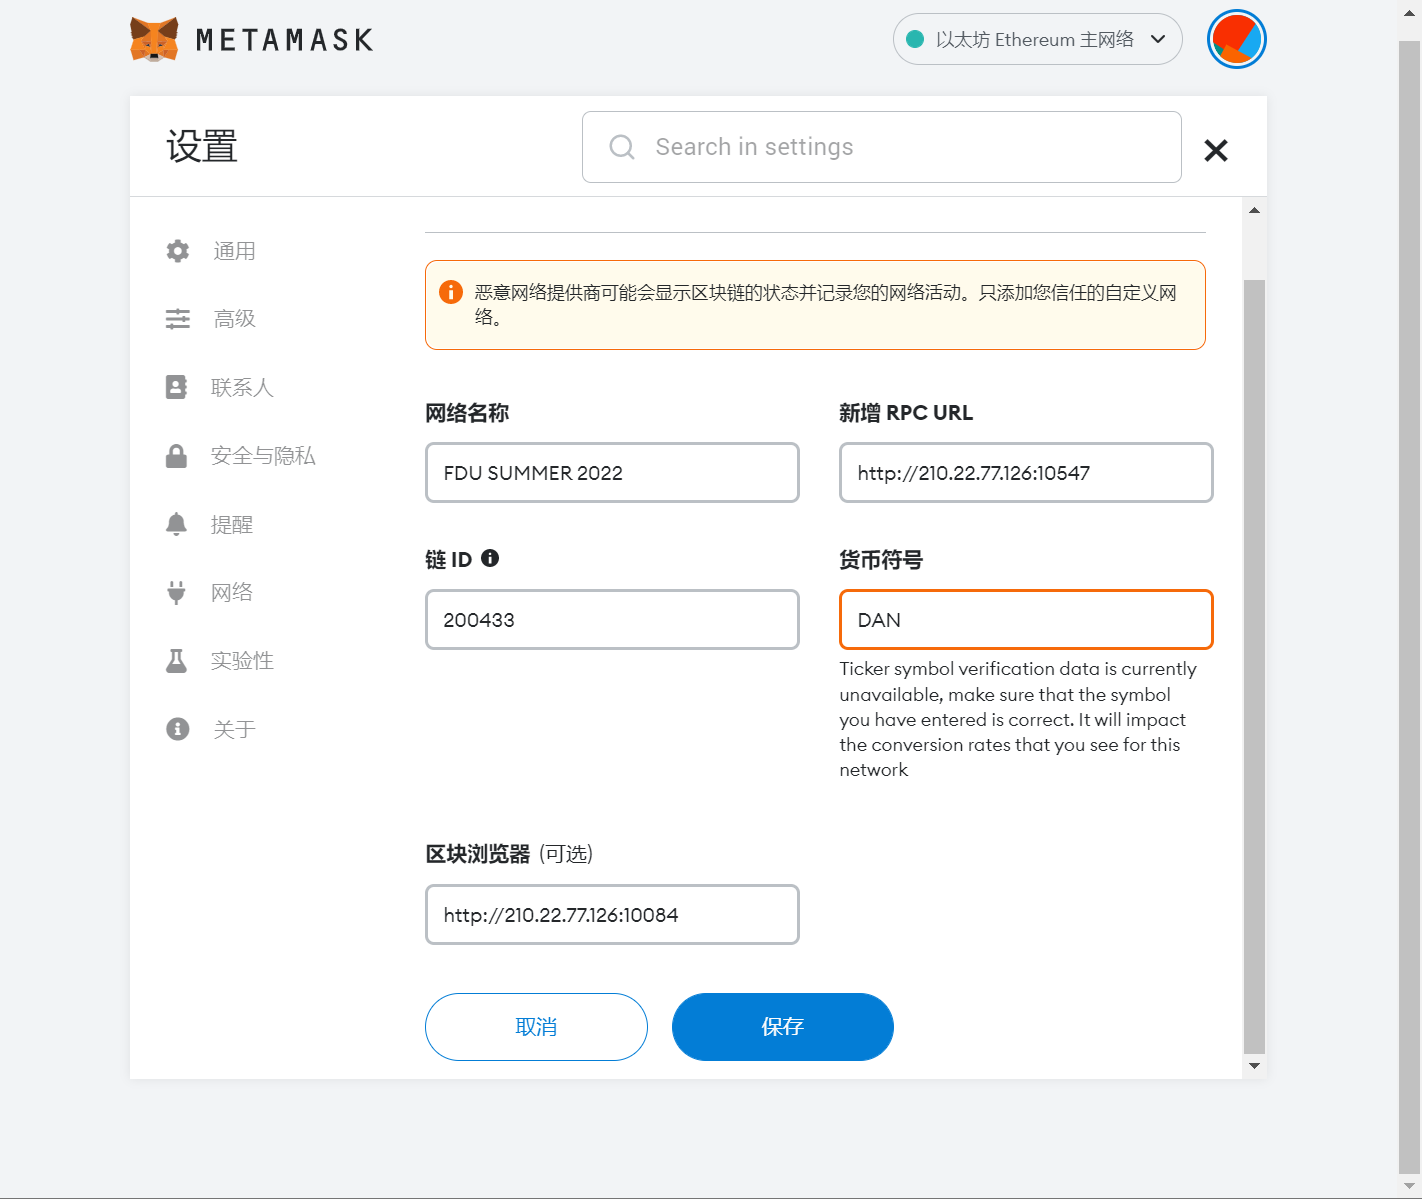 METAMASK
以太坊 Ethereum 主网络
设置
Search in settings
通用
高级
联系人
安全与隐私
提醒
网络
实验性
关于
恶意网络提供商可能会显示区块链的状态并记录您的网络活动。只添加您信任的自定义网
络。
网络名称
FDU SUMMER 2022
新增 RPC URL
http://210.22.77.126:10547
链 ID
200433
货币符号
DAN
Ticker symbol verification data is currently
unavailable, make sure that the symbol
you have entered is correct. It will impact
the conversion rates that you see for this
network
区块浏览器 (可选)
http://210.22.77.126:10084
取消
保存